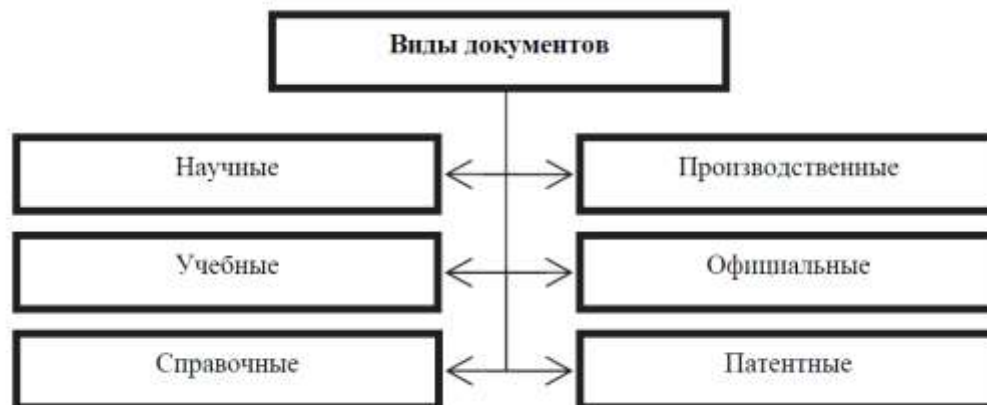 Виды документов
Научные
Производственные
Учебные
Официальные
Справочные
Патентные